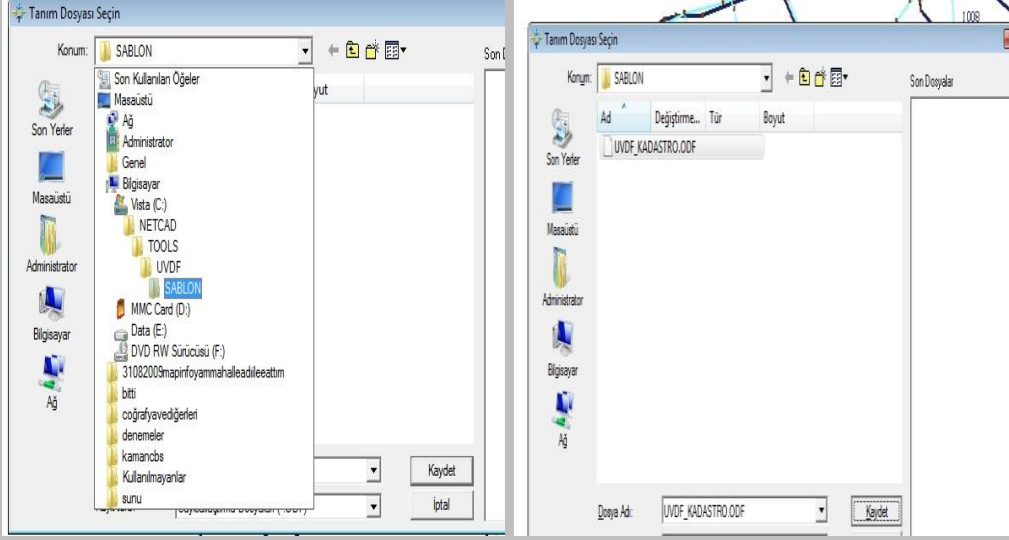 Tanım Dosyası Seçin
Konum: SABLON
Son
Son Kullanılan Öğeler
Masaüstü
Ağ
Administrator
Genel
Bilgisayar
Vista (C:)
NETCAD
TOOLS
UVDF
SABLON
MMC Card (D:)
Data (E:)
DVD RW Sürücüsü (F:)
31082009mapinfoyammahalleadileeattim
bitti
coğrafyavediğerleri
denemeler
kamancbs
Kullanılmayanlar
sunu
yut
Son Yerler
Masaüstü
Administrator
Bilgisayar
Ağ
Kaydet
İptal
1008
Tanım Dosyası Seçin
Konum: SABLON
Son Dosyalar
Ad Değiştirme... Tür Boyut
UVDF_KADASTRO.ODF
Son Yerler
Masaüstü
Administrator
Bilgisayar
Ağ
Dosya Adı: UVDF_KADASTRO.ODF
Kaydet